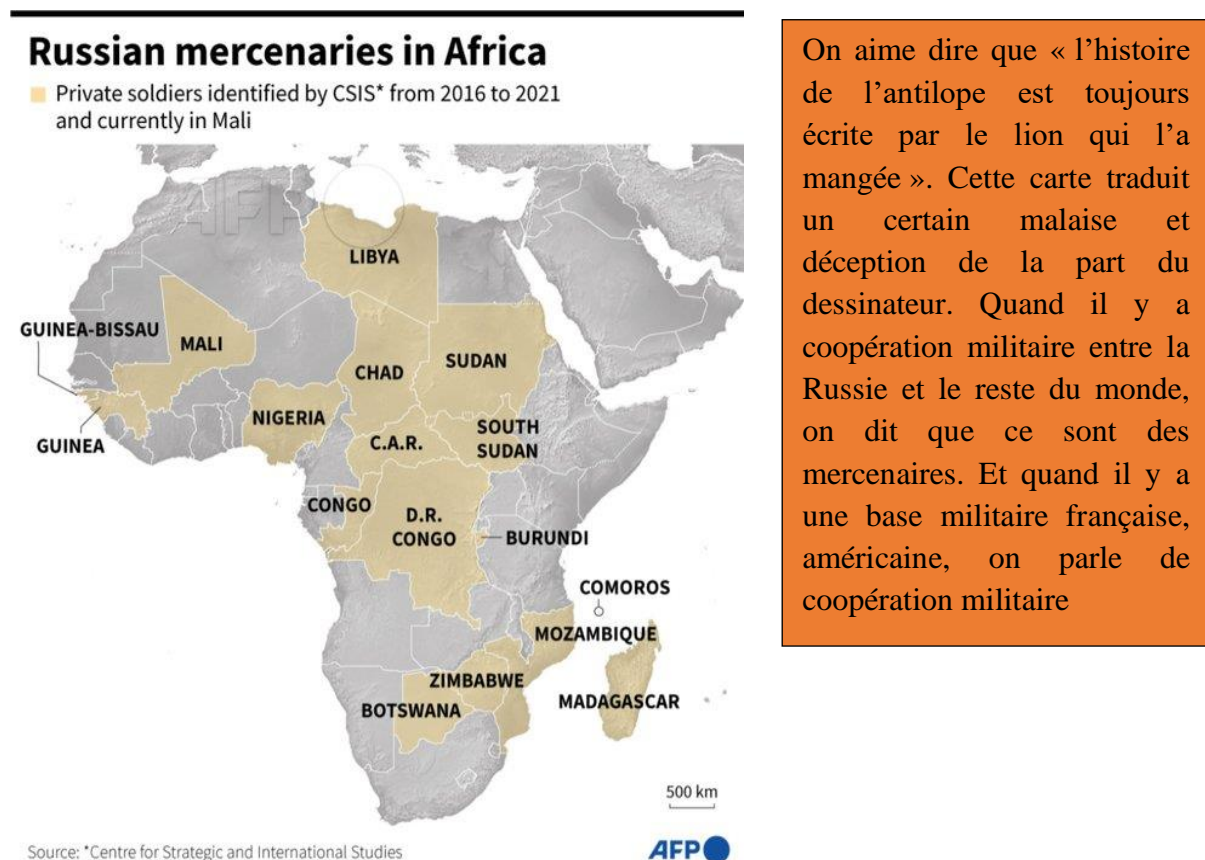 Russian mercenaries in Africa
Private soldiers identified by CSIS* from 2016 to 2021
and currently in Mali
AFP
LIBYA
GUINEA-BISSAU
MALI
CHAD
SUDAN
NIGERIA
GUINEA
C.A.R.
SOUTH
SUDAN
CONGO
D.R.
CONGO
BURUNDI
COMOROS
MOZAMBIQUE
ZIMBABWE
BOTSWANA
MADAGASCAR
500 km
Source: *Centre for Strategic and International Studies
AFP
On aime dire que « l’histoire
de l’antilope est toujours
écrite par le lion qui l’a
mangée ». Cette carte traduit
un certain malaise et
déception de la part du
dessinateur. Quand il y a
coopération militaire entre la
Russie et le reste du monde,
on dit que ce sont des
mercenaires. Et quand il y a
une base militaire française,
américaine, on parle de
coopération militaire